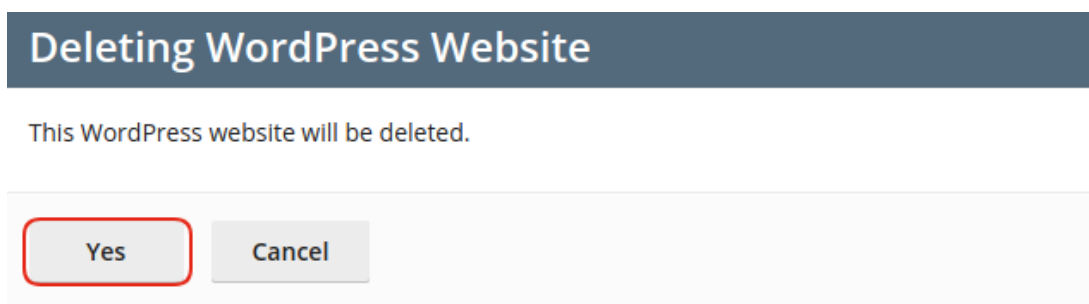 Deleting WordPress Website
This WordPress website will be deleted.
Yes Cancel